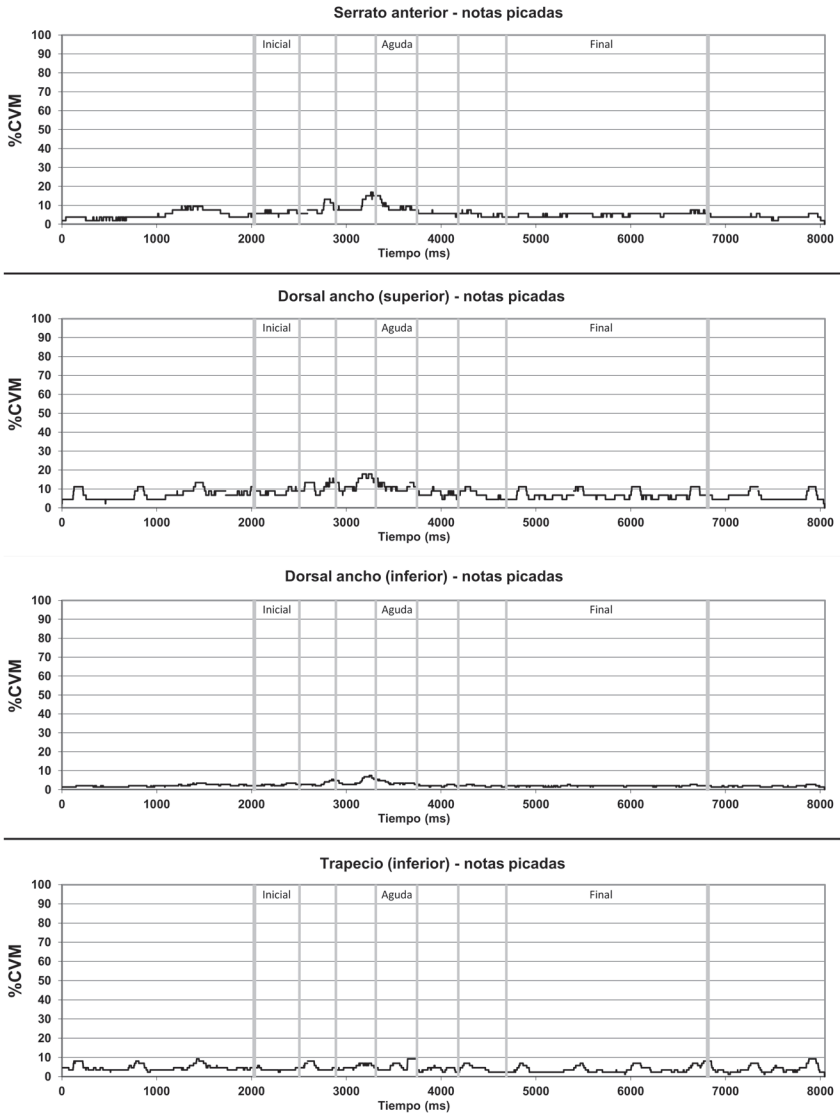 Serrato anterior - notas picadas
100
Inicial Aguda Final
90
80
70
60
%CVM
50
40
30
20
10
0
0 1000 2000 3000 4000 5000 6000 7000 8000
Tiempo (ms)
Dorsal ancho (superior) - notas picadas
100
Inicial Aguda Final
90
80
70
60
%CVM
50
40
30
20
10
0
0 1000 2000 3000 4000 5000 6000 7000 8000
Tiempo (ms)
Dorsal ancho (inferior) - notas picadas
100
Inicial Aguda Final
90
80
70
60
%CVM
50
40
30
20
10
0
0 1000 2000 3000 4000 5000 6000 7000 8000
Tiempo (ms)
Trapecio (inferior) - notas picadas
100
Inicial Aguda Final
90
80
70
60
%CVM
50
40
30
20
10
0
0 1000 2000 3000 4000 5000 6000 7000 8000
Tiempo (ms)